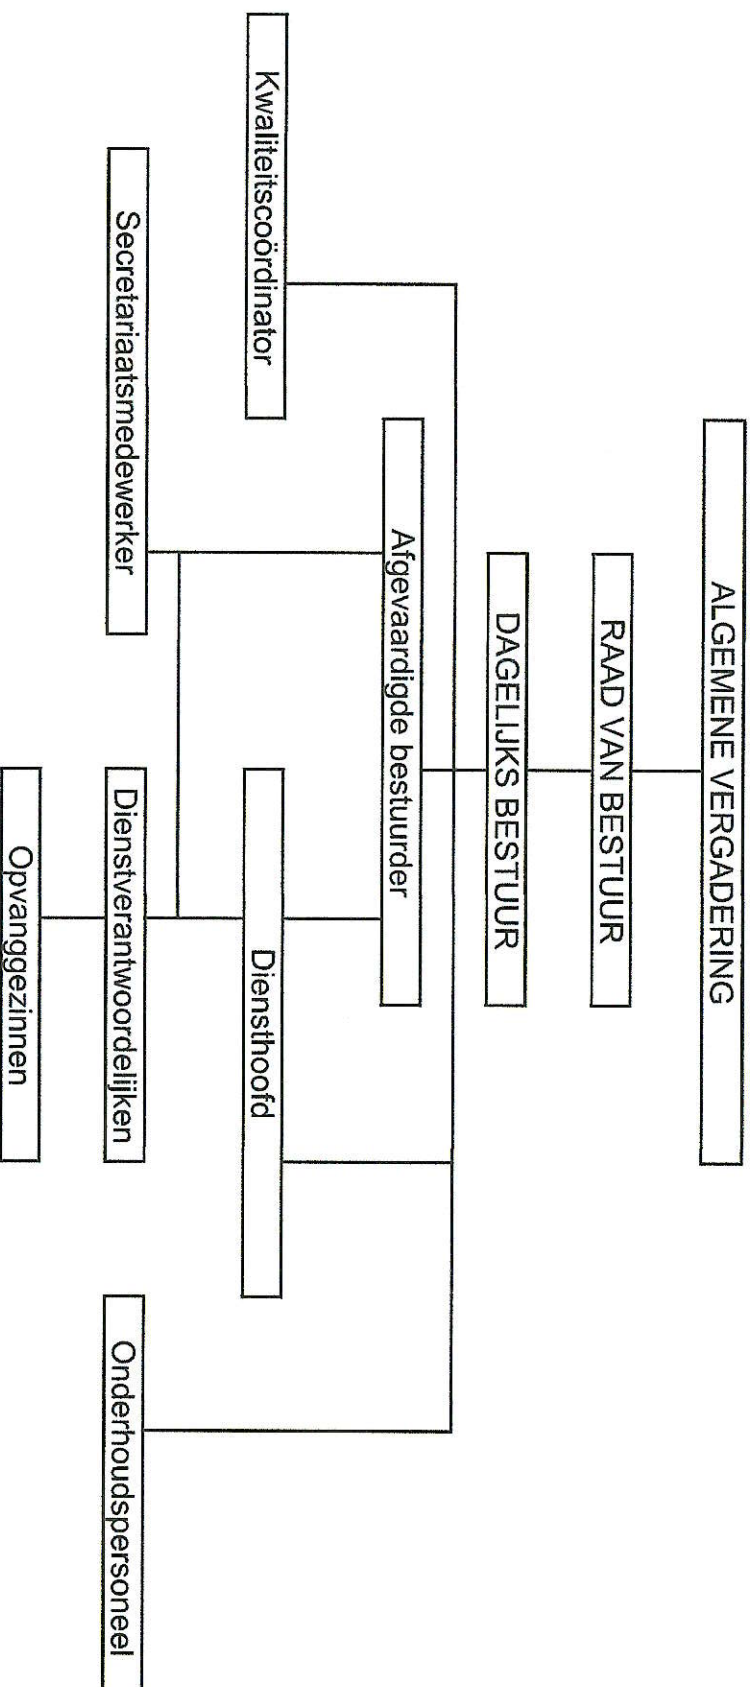 ALGEMENE VERGADERING
RAAD VAN BESTUUR
DAGELIJKS BESTUUR
Afgevaardigde bestuurder
Kwaliteitscoördinator
Diensthoofd
Secretariaatsmedewerker
Dienstverantwoordelijken
Onderhoudspersoneel
Opvanggezinnen